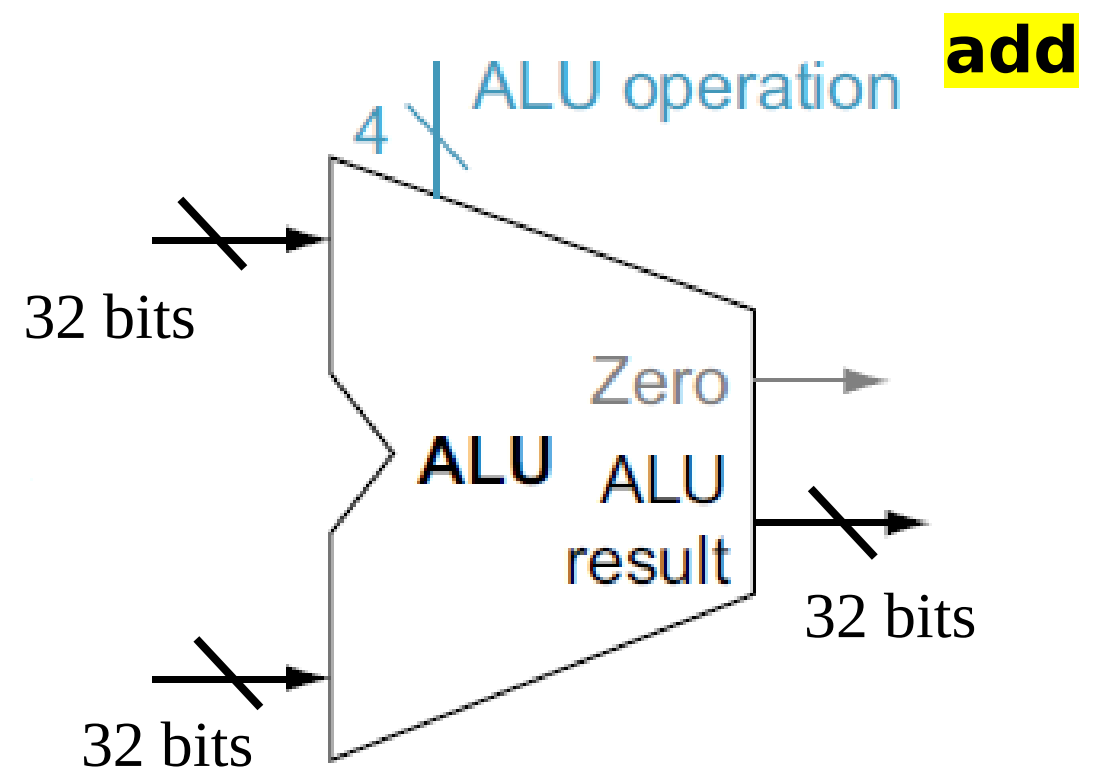 add
ALU operation
4
32 bits
Zero
ALU
ALU
result
32 bits
32 bits